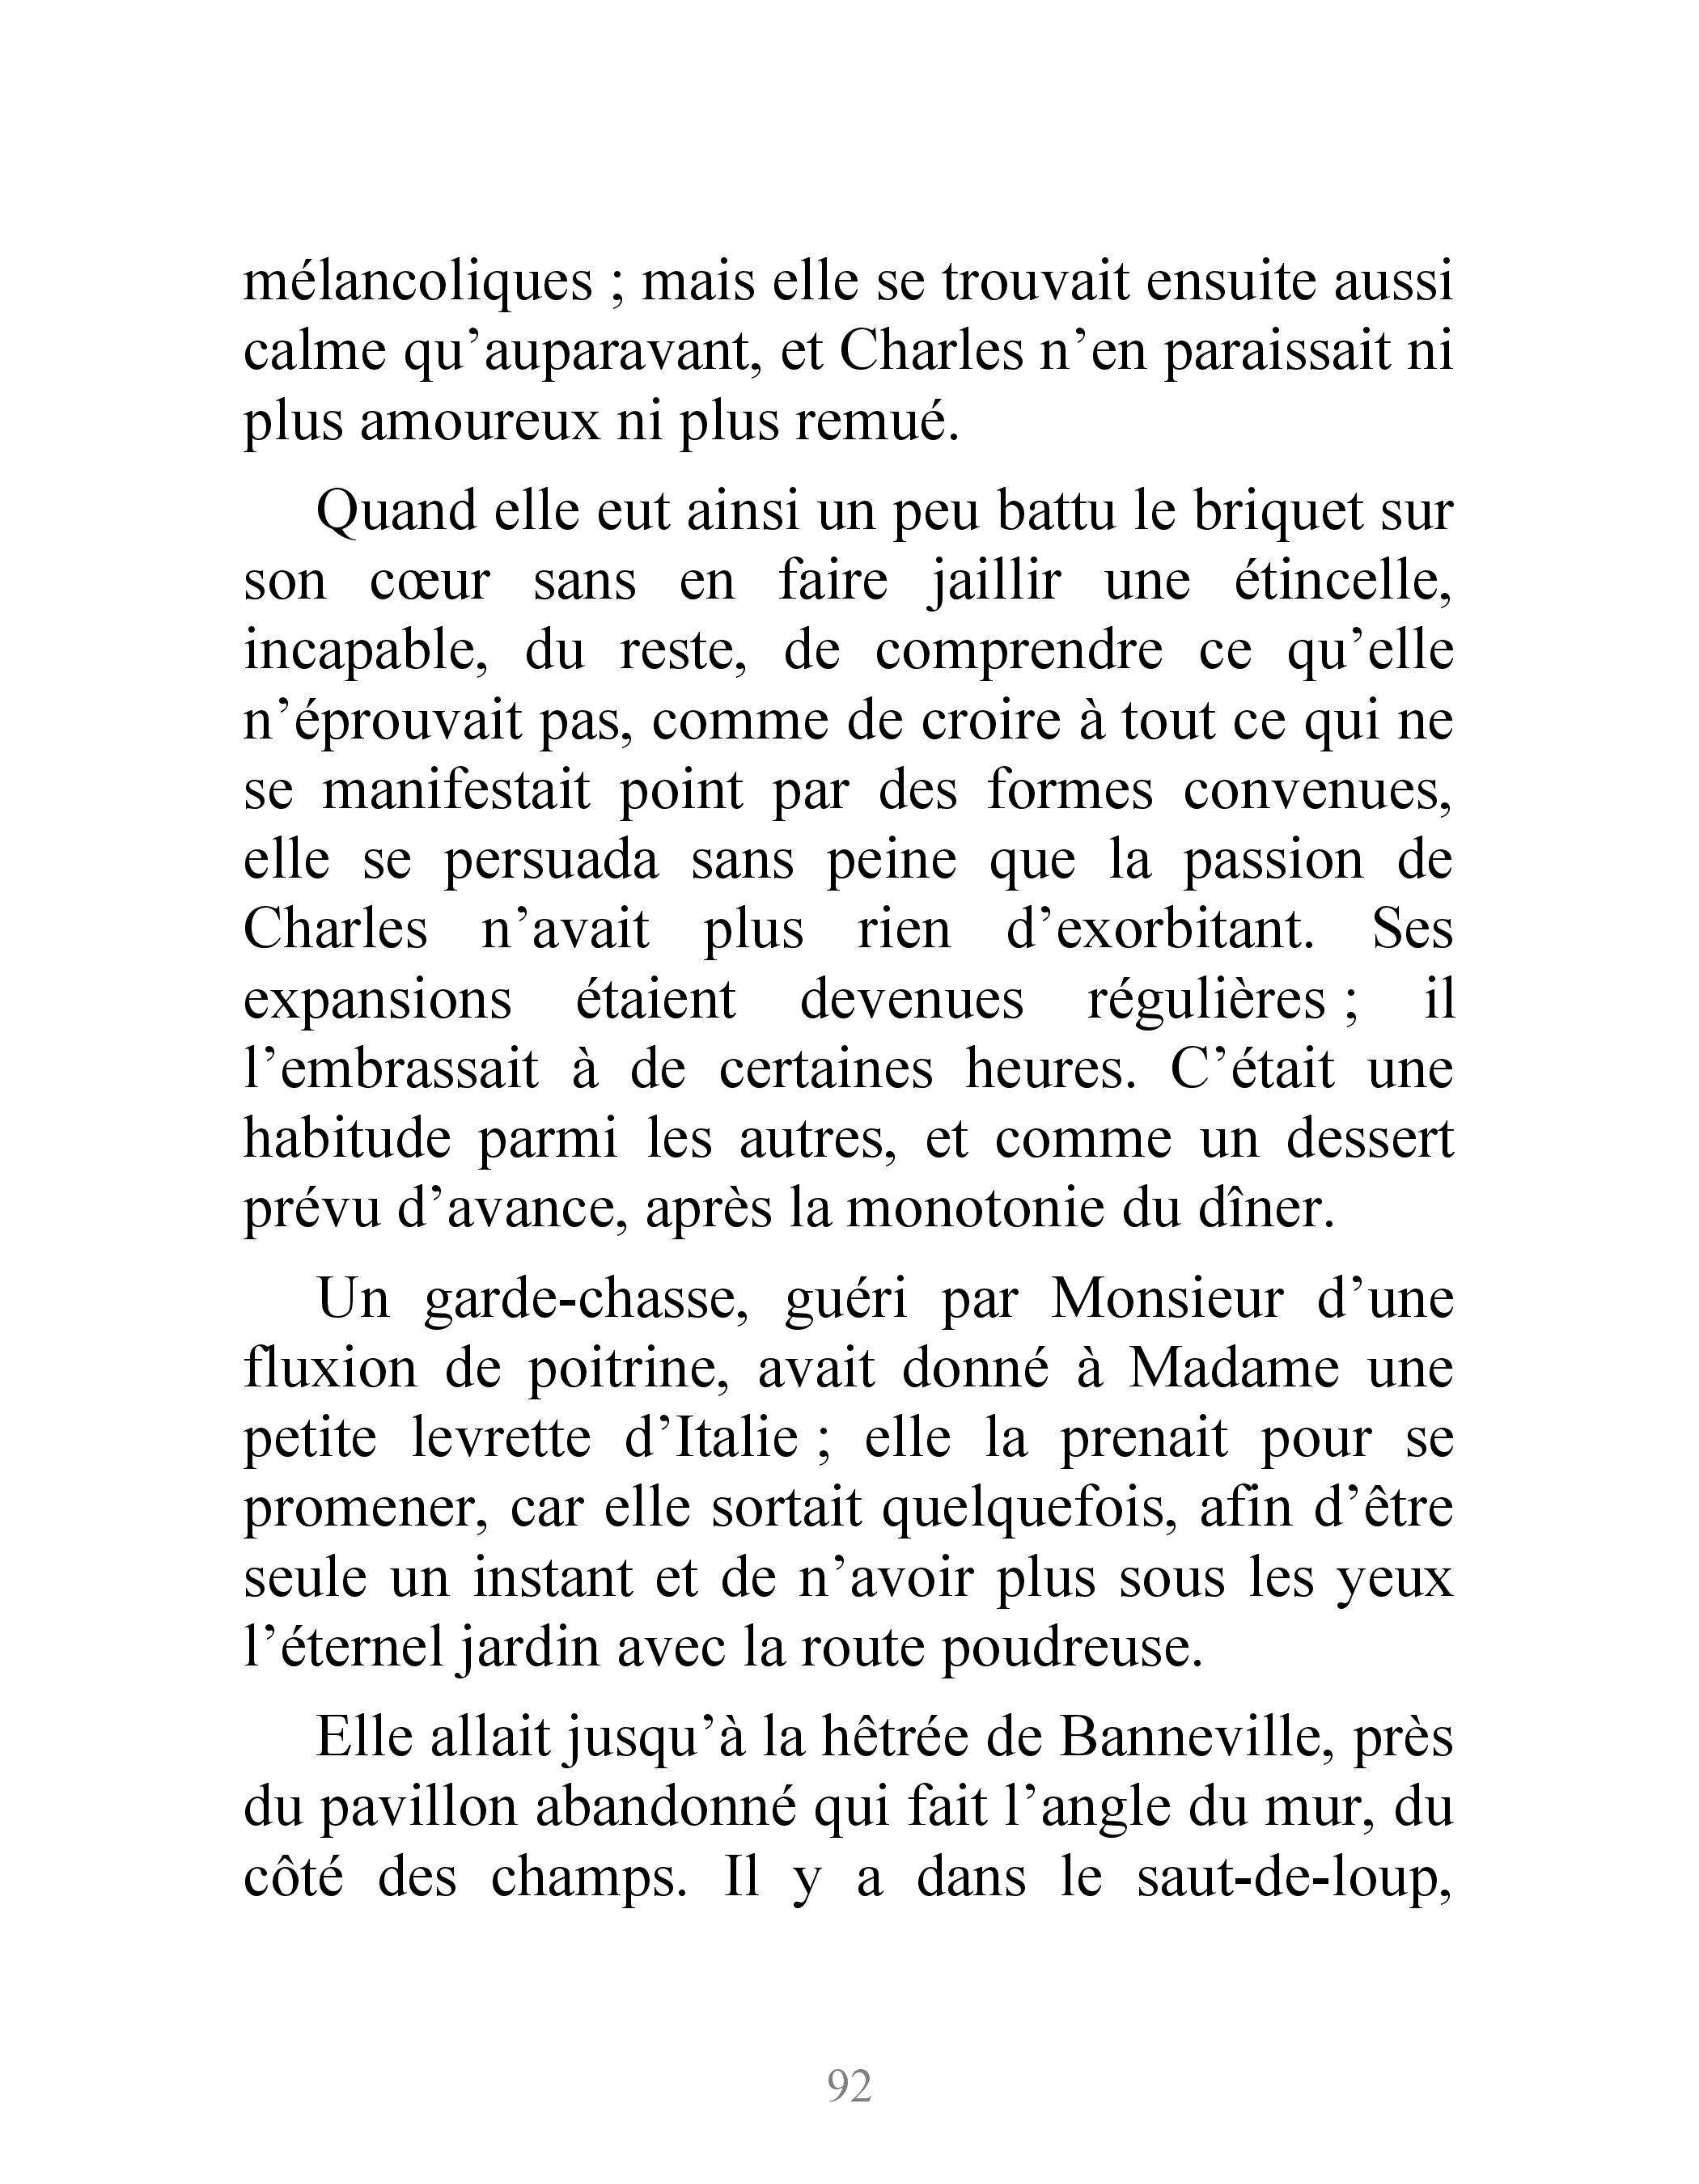 mélancoliques ; mais elle se trouvait ensuite aussi
calme qu’auparavant, et Charles n’en paraissait ni
plus amoureux ni plus remué.
Quand elle eut ainsi un peu battu le briquet sur
son cœur sans en faire jaillir une étincelle,
incapable, du reste, de comprendre ce qu’elle
n’éprouvait pas, comme de croire à tout ce qui ne
se manifestait point par des formes convenues,
elle se persuada sans peine que la passion de
Charles n’avait plus rien d’exorbitant. Ses
expansions étaient devenues régulières ; il
l’embrassait à de certaines heures. C’était une
habitude parmi les autres, et comme un dessert
prévu d’avance, après la monotonie du dîner.
Un garde-chasse, guéri par Monsieur d’une
fluxion de poitrine, avait donné à Madame une
petite levrette d’Italie ; elle la prenait pour se
promener, car elle sortait quelquefois, afin d’être
seule un instant et de n’avoir plus sous les yeux
l’éternel jardin avec la route poudreuse.
Elle allait jusqu’à la hêtrée de Banneville, près
du pavillon abandonné qui fait l’angle du mur, du
côté des champs. Il y a dans le saut-de-loup,
92